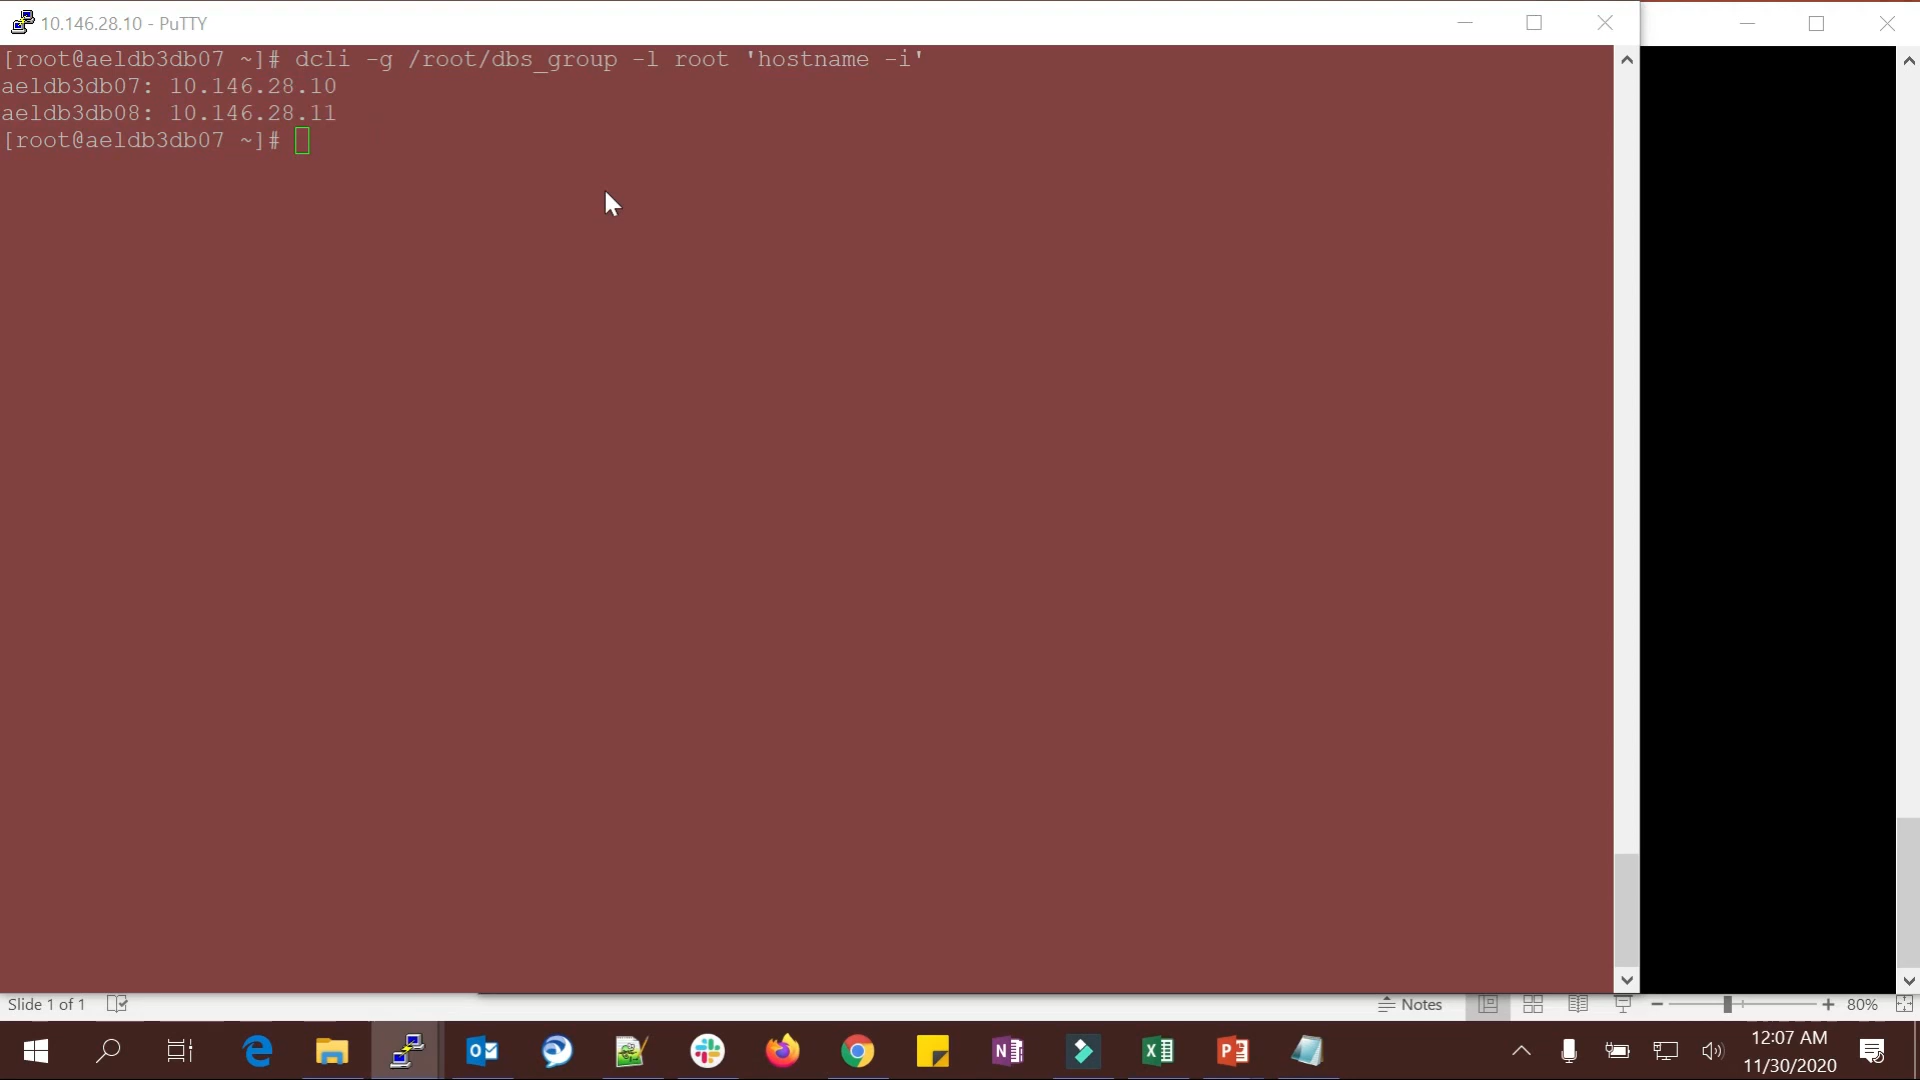 10.146.28.10 - PuTTY
[root@aeldb3db07 ~]# dcli -g /root/dbs_group -l root 'hostname -i'
aeldb3db07: 10.146.28.10
aeldb3db08: 10.146.28.11
[root@aeldb3db07 ~]#
Slide 1 of 1
Notes
80%
12:07 AM
11/30/2020